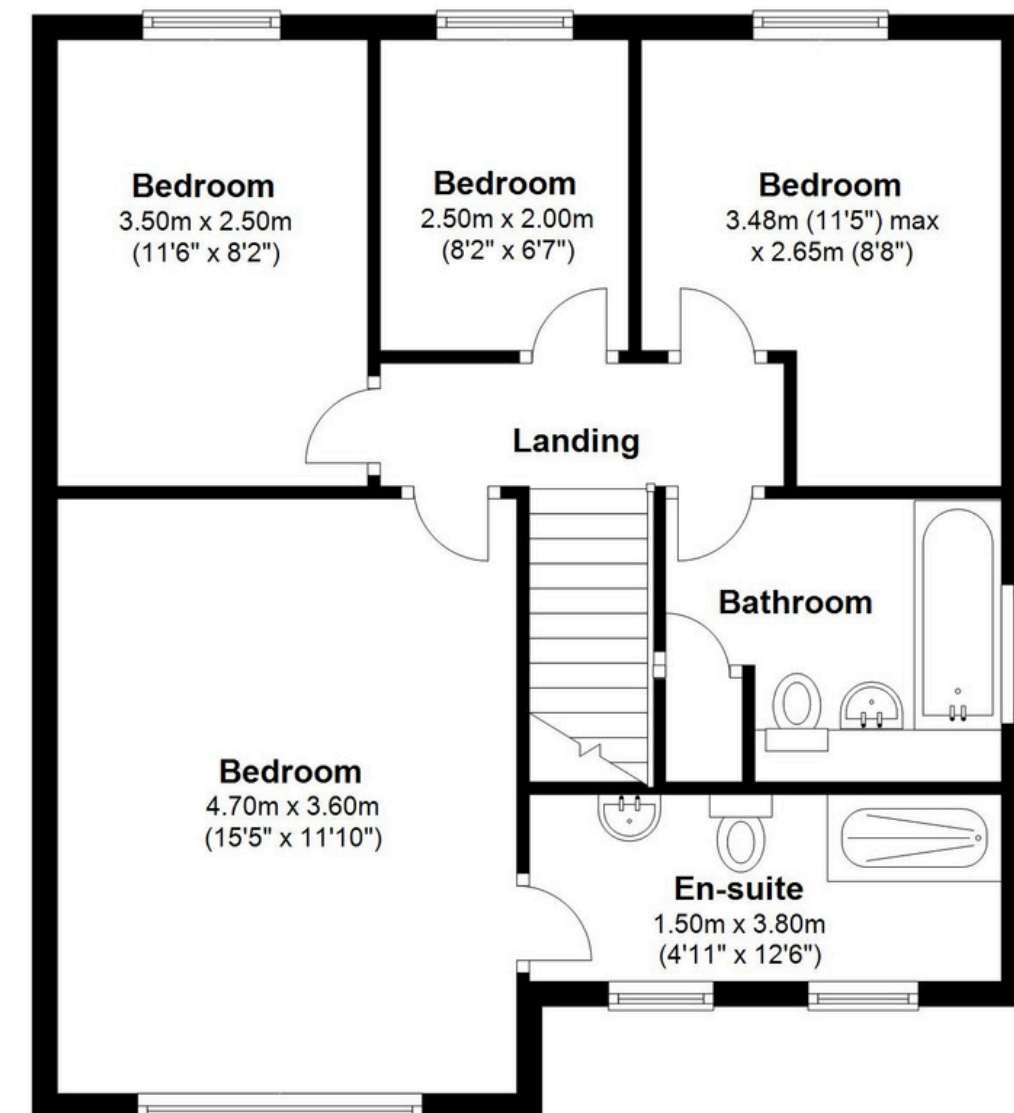 Bedroom
3.50m x 2.50m
(11'6" x 8'2")
Bedroom
2.50m x 2.00m
(8'2" x 6'7")
Bedroom
3.48m (11'5") max
x 2.65m (8'8")
Landing
Bathroom
Bedroom
4.70m x 3.60m
(15'5" x 11'10")
En-suite
1.50m x 3.80m
(4'11" x 12'6")